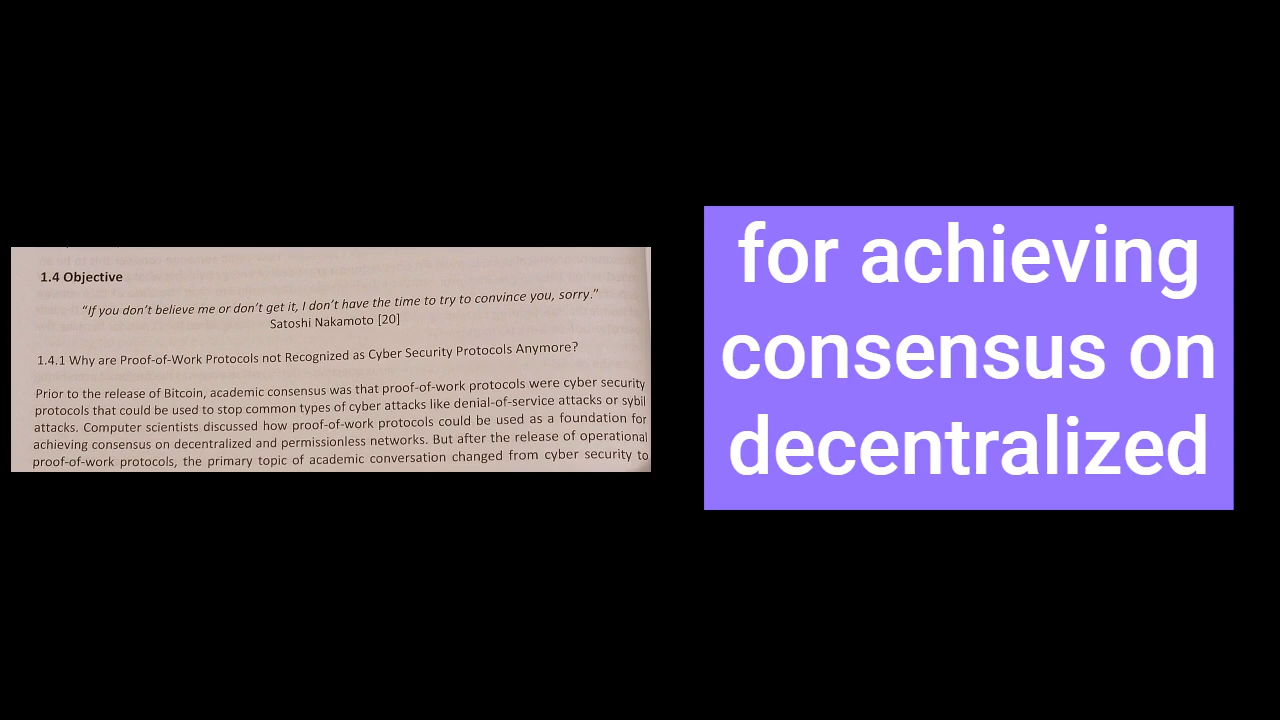 1.4 Objective
“If you don’t believe me or don’t get it, I don’t have the time to try to convince you, sorry.”
Satoshi Nakamoto [20]
1.4.1 Why are Proof-of-Work Protocols not Recognized as Cyber Security Protocols Anymore?
Prior to the release of Bitcoin, academic consensus was that proof-of-work protocols were cyber security
protocols that could be used to stop common types of cyber attacks like denial-of-service attacks or sybil
attacks. Computer scientists discussed how proof-of-work protocols could be used as a foundation for
achieving consensus on decentralized and permissionless networks. But after the release of operational
proof-of-work protocols, the primary topic of academic conversation changed from cyber security to
for achieving
consensus on
decentralized